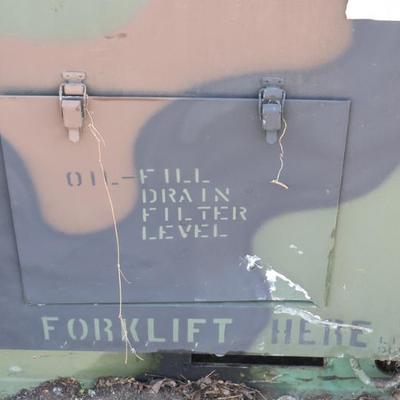 OIL-FILL
DRAIN
FILTER
LEVEL
FORKLIFT HERE